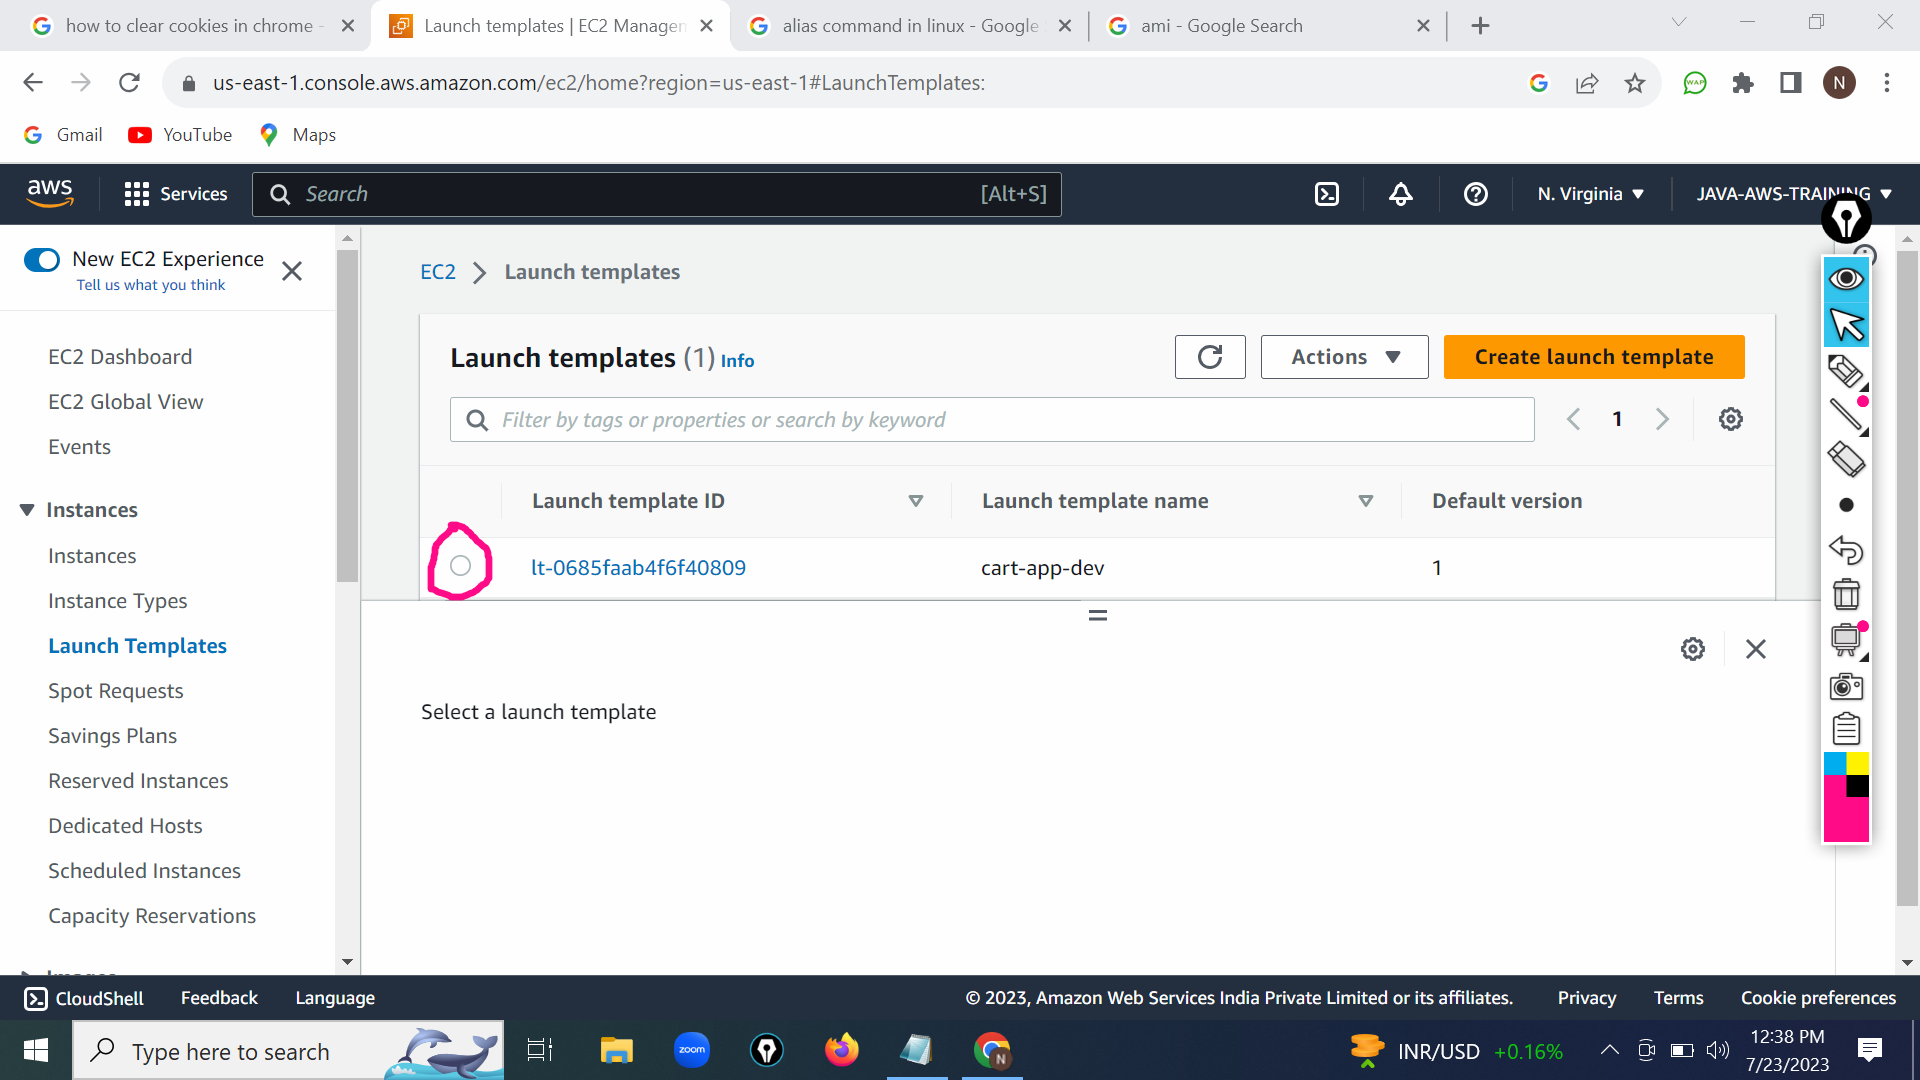 how to clear cookies in chrome -
Launch templates | EC2 Managen
alias command in linux - Google
ami - Google Search
us-east-1.console.aws.amazon.com/ec2/home?region=us-east-1#LaunchTemplates:
N
Gmail
YouTube
Maps
aws
Services
Search
[Alt+S]
N. Virginia
JAVA-AWS-TRAINING
New EC2 Experience
Tell us what you think
EC2 Dashboard
EC2 Global View
Events
Instances
Instances
Instance Types
Launch Templates
Spot Requests
Savings Plans
Reserved Instances
Dedicated Hosts
Scheduled Instances
Capacity Reservations
EC2
Launch templates
Launch templates (1) Info
Actions
Create launch template
Filter by tags or properties or search by keyword
1
Launch template ID
Launch template name
Default version
lt-0685faab4f6f40809
cart-app-dev
1
Select a launch template
CloudShell
Feedback
Language
© 2023, Amazon Web Services India Private Limited or its affiliates.
Privacy
Terms
Cookie preferences
Type here to search
zoom
N
INR/USD +0.16%
12:38 PM
7/23/2023